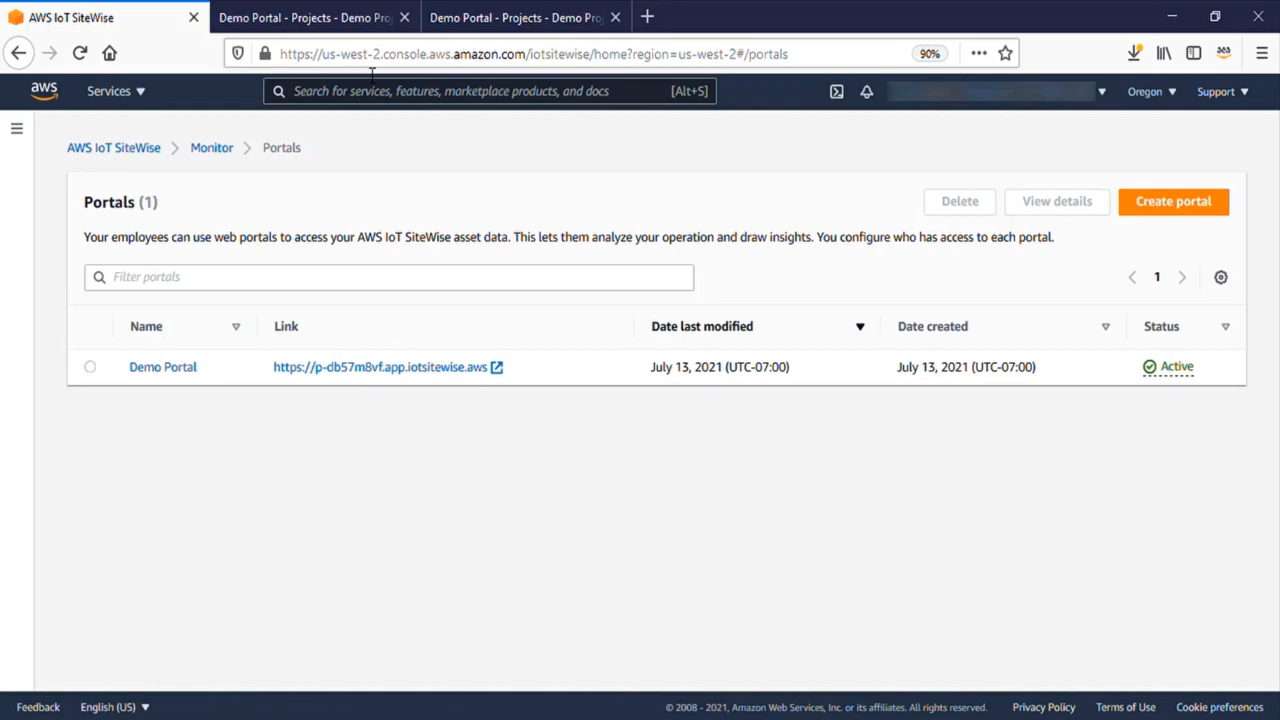 AWS IoT SiteWise
Demo Portal - Projects - Demo Proj
Demo Portal - Projects - Demo Proj
https://us-west-2.console.aws.amazon.com/iotsitewise/home?region=us-west-2#/portals
90%
aws
Services
Search for services, features, marketplace products, and docs [Alt+S]
Oregon
Support
AWS IoT SiteWise > Monitor > Portals
Portals (1)
Delete
View details
Create portal
Your employees can use web portals to access your AWS IoT SiteWise asset data. This lets them analyze your operation and draw insights. You configure who has access to each portal.
Filter portals
1
Name Link Date last modified Date created Status
Demo Portal https://p-db57m8vf.app.iotsitewise.aws July 13, 2021 (UTC-07:00) July 13, 2021 (UTC-07:00) Active
Feedback English (US) © 2008 - 2021, Amazon Web Services, Inc. or its affiliates. All rights reserved. Privacy Policy Terms of Use Cookie preferences